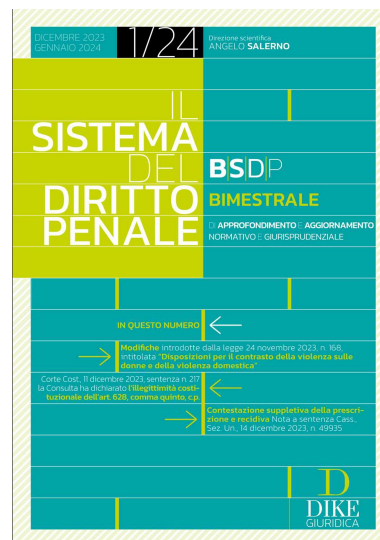 DICEMBRE 2023
GENNAIO 2024
1/24
Direzione scientifica
ANGELO SALERNO
IL
SISTEMA
DEL
DIRITTO
PENALE
B|S|D|P
BIMESTRALE
DI APPROFONDIMENTO E AGGIORNAMENTO
NORMATIVO E GIURISPRUDENZIALE
IN QUESTO NUMERO
Modifiche introdotte dalla legge 24 novembre 2023, n. 168,
intitolata "Disposizioni per il contrasto della violenza sulle
donne e della violenza domestica"
Corte Cost., 11 dicembre 2023, sentenza n. 217
la Consulta ha dichiarato l'illegittimità costi-
tuzionale dell'art. 628, comma quinto, c.p.
Contestazione suppletiva della prescri-
zione e recidiva Nota a sentenza Cass.,
Sez. Un., 14 dicembre 2023, n. 49935
D
DIKE
GIURIDICA